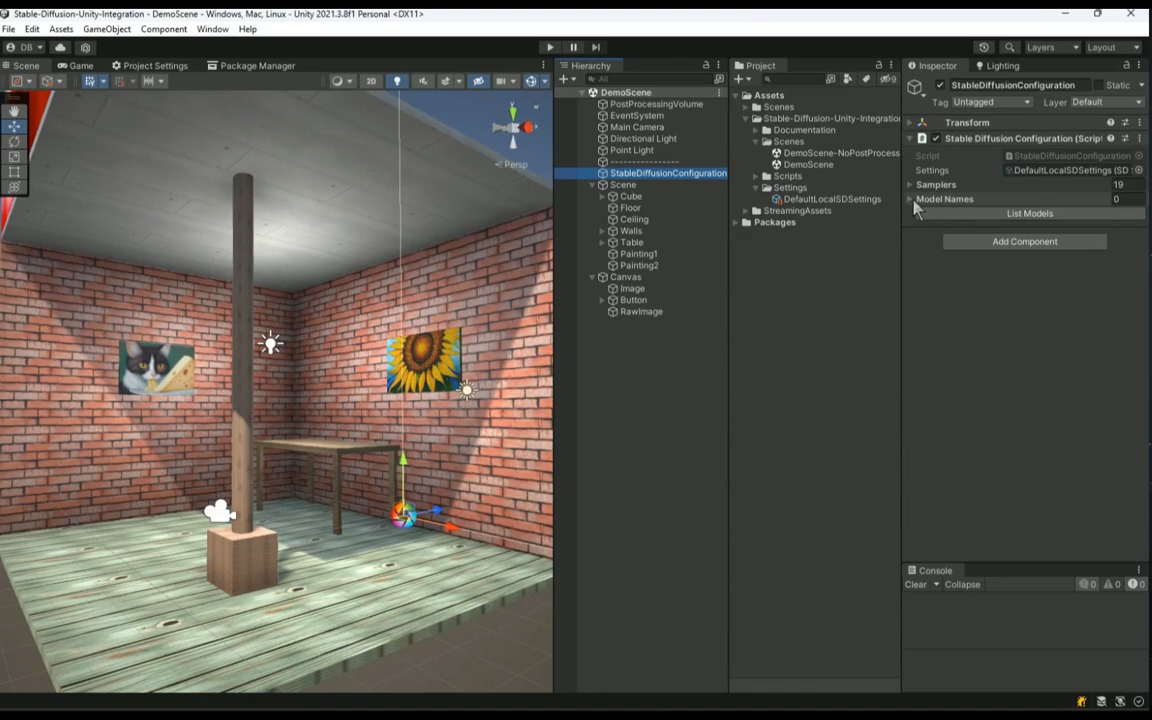 Stable-Diffusion-Unity-Integration - DemoScene - Windows, Mac, Linux - Unity 2021.3.8f1 Personal <DX11>
File Edit Assets GameObject Component Window Help
DB Layers Layout
Scene Game Project Settings Package Manager
2D
Persp
Hierarchy
All
DemoScene
PostProcessingVolume
EventSystem
Main Camera
Directional Light
Point Light
----------------
StableDiffusionConfiguration
Scene
Cube
Floor
Ceiling
Walls
Table
Painting1
Painting2
Canvas
Image
Button
RawImage
Project
9
Assets
Scenes
Stable-Diffusion-Unity-Integratio
Documentation
Scenes
DemoScene-NoPostProcess
DemoScene
Scripts
Settings
DefaultLocalSDSettings
StreamingAssets
Packages
Inspector Lighting
StableDiffusionConfiguration Static
Tag Untagged Layer Default
Transform
Stable Diffusion Configuration (Script
Script StableDiffusionConfiguration
Settings DefaultLocalSDSettings (SD
Samplers 19
Model Names 0
List Models
Add Component
Console
Clear Collapse 0 0 0